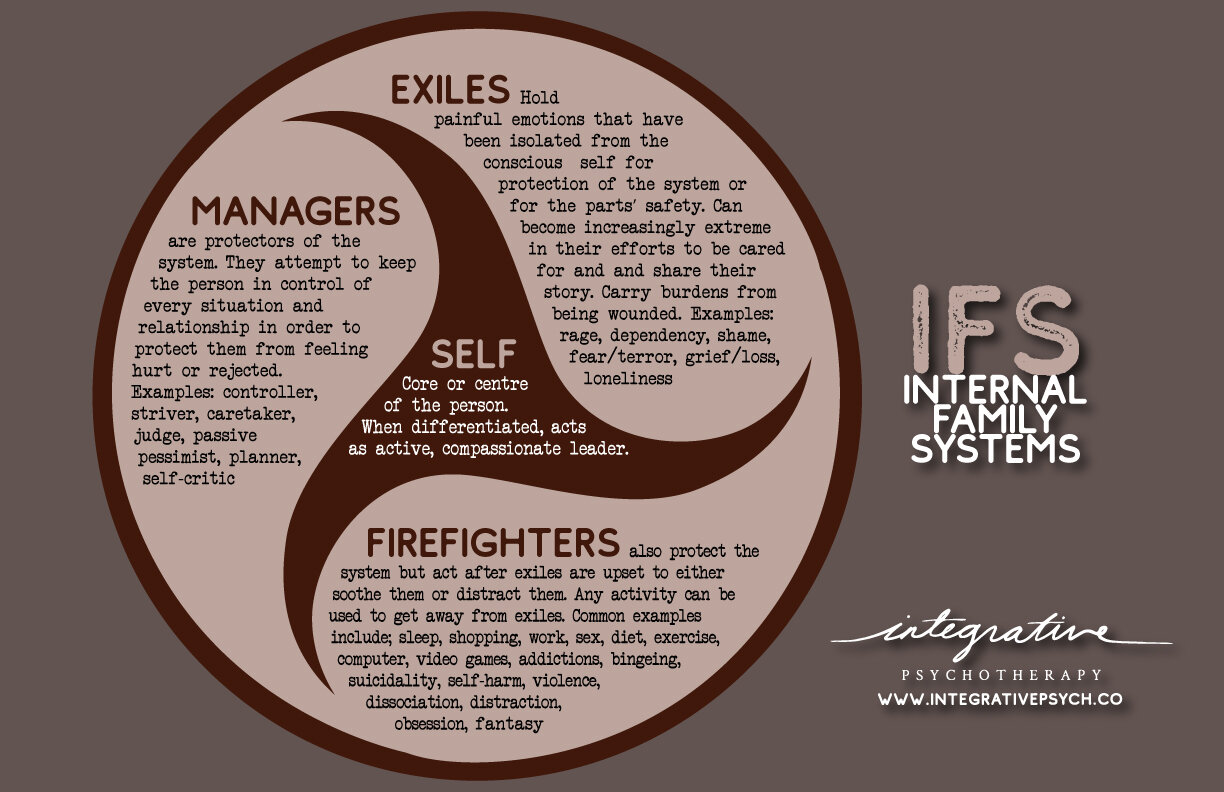 EXILES Hold
painful emotions that have
been isolated from the
conscious self for
protection of the system or
for the parts' safety. Can
become increasingly extreme
in their efforts to be cared
for and and share their
story. Carry burdens from
being wounded. Examples:
rage, dependency, shame,
fear/terror, grief/loss,
loneliness
MANAGERS
are protectors of the
system. They attempt to keep
the person in control of
every situation and
relationship in order to
protect them from feeling
hurt or rejected.
Examples: controller,
striver, caretaker,
judge, passive
pessimist, planner,
self-critic
SELF
Core or centre
of the person.
When differentiated, acts
as active, compassionate leader.
FIREFIGHTERS also protect the
system but act after exiles are upset to either
soothe them or distract them. Any activity can be
used to get away from exiles. Common examples
include; sleep, shopping, work, sex, diet, exercise,
computer, video games, addictions, bingeing,
suicidality, self-harm, violence,
dissociation, distraction,
obsession, fantasy
IFS
INTERNAL
FAMILY
SYSTEMS
integrative
PSYCHOTHERAPY
WWW.INTEGRATIVEPSYCH.CO